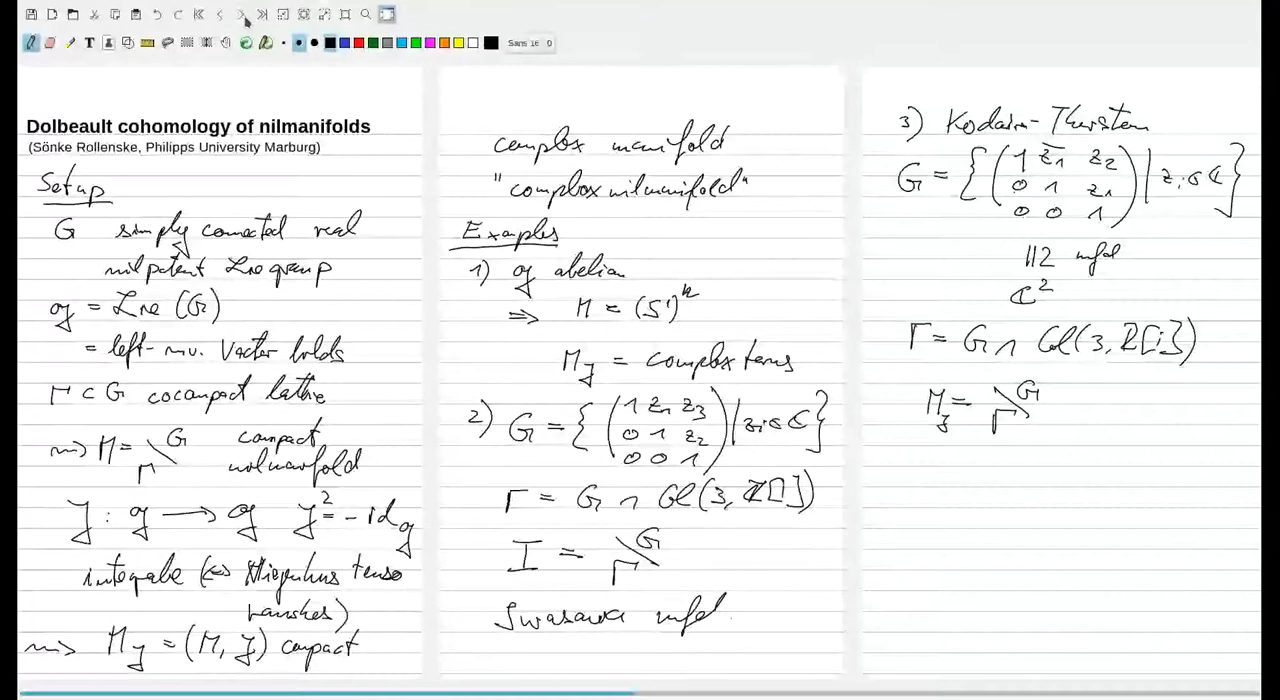 Sans 16
Dolbeault cohomology of nilmanifolds
(Sönke Rollenske, Philipps University Marburg)
Setup
G simply connected real
nilpotent Lie group
𝔤 = Lie (G)
= left-inv. Vector fields
Γ ⊂ G cocompact lattice
⇝ M = Γ\G compact
nilmanifold
J : 𝔤 → 𝔤 J² = -id_𝔤
integrable (⇔ Nijenhuis tensor
vanishes)
⇝ M_J = (M, J) compact
complex manifold
"complex nilmanifold"
Examples
1) 𝔤 abelian
⇒ M = (S¹)^k
M_J = complex torus
2) G = { ( 1 z₁ z₃
0 1 z₂
0 0 1 ) | zᵢ ∈ ℂ }
Γ = G ∩ Gl(3, ℤ[i])
I = Γ\G
Iwasawa mfd.
3) Kodaira-Thurston
G = { ( 1 z̄₁ z₂
0 1 z₁
0 0 1 ) | zᵢ ∈ ℂ }
mfd
ℂ²
Γ = G ∩ Gl(3, ℤ[i])
M_J = Γ\G